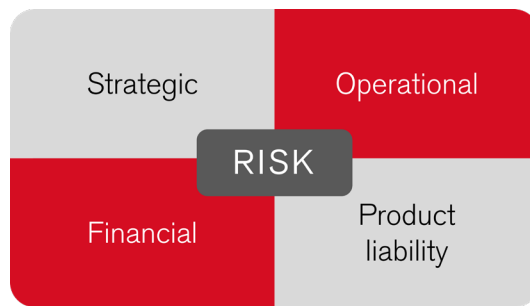 Strategic
Operational
RISK
Financial
Product
liability